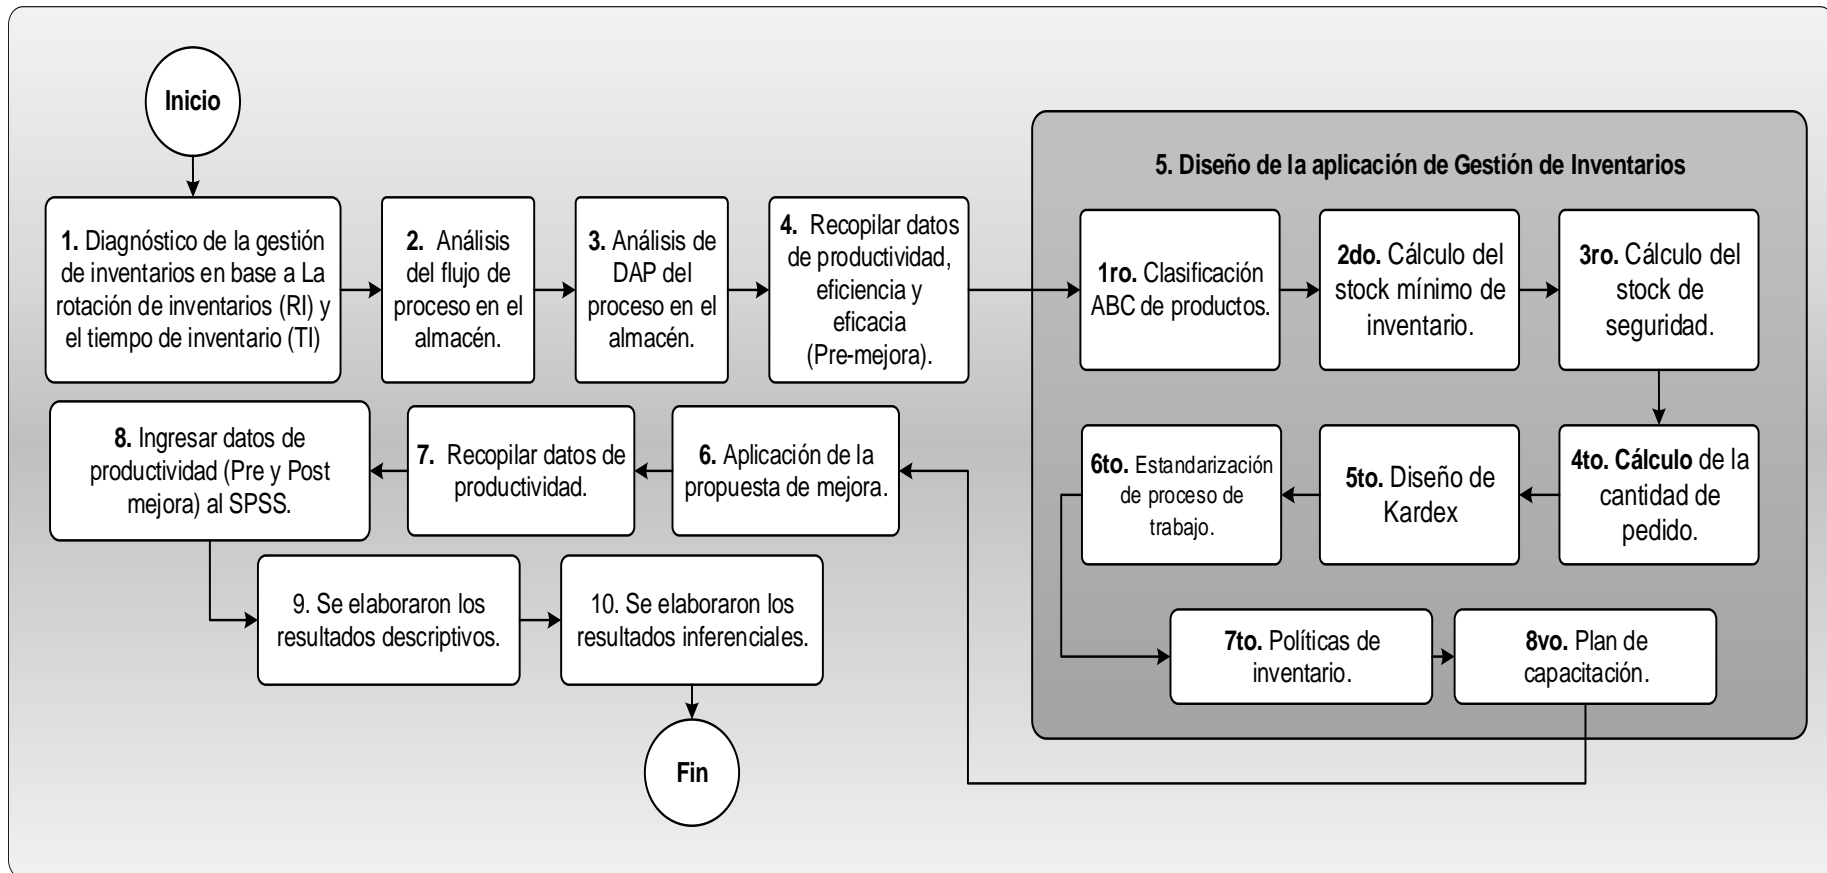 Inicio
1. Diagnóstico de la gestión
de inventarios en base a La
rotación de inventarios (RI) y
el tiempo de inventario (TI)
2. Análisis
del flujo de
proceso en el
almacén.
3. Análisis de
DAP del
proceso en el
almacén.
4. Recopilar datos
de productividad,
eficiencia y
eficacia
(Pre-mejora).
5. Diseño de la aplicación de Gestión de Inventarios
1ro. Clasificación
ABC de productos.
2do. Cálculo del
stock mínimo de
inventario.
3ro. Cálculo del
stock de
seguridad.
4to. Cálculo de la
cantidad de
pedido.
5to. Diseño de
Kardex
6to. Estandarización
de proceso de
trabajo.
7to. Políticas de
inventario.
8vo. Plan de
capacitación.
6. Aplicación de la
propuesta de mejora.
7. Recopilar datos de
productividad.
8. Ingresar datos de
productividad (Pre y Post
mejora) al SPSS.
9. Se elaboraron los
resultados descriptivos.
10. Se elaboraron los
resultados inferenciales.
Fin